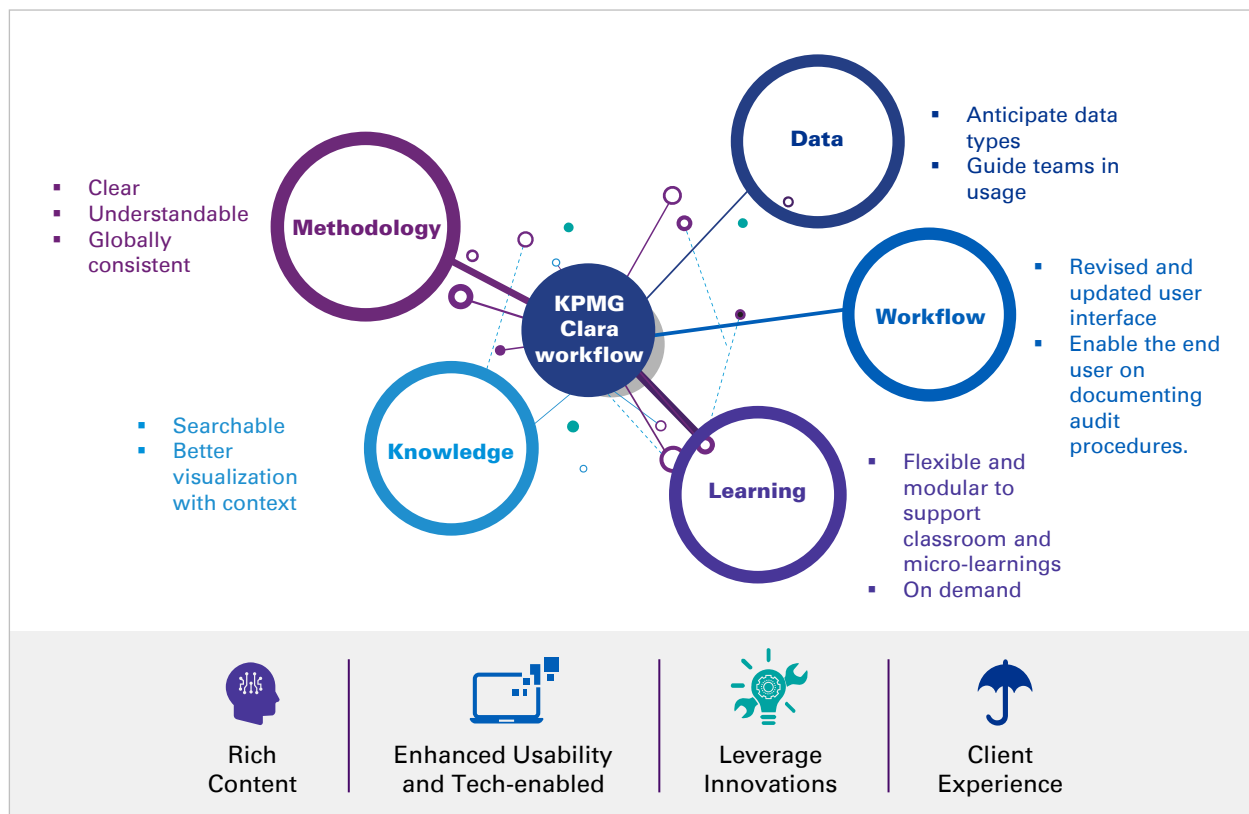 Methodology
▪ Clear
▪ Understandable
▪ Globally
consistent
Data
▪ Anticipate data
types
▪ Guide teams in
usage
KPMG
Clara
workflow
Workflow
▪ Revised and
updated user
interface
▪ Enable the end
user on
documenting
audit
procedures.
Knowledge
▪ Searchable
▪ Better
visualization
with context
Learning
▪ Flexible and
modular to
support
classroom and
micro-learnings
▪ On demand
Rich
Content
Enhanced Usability
and Tech-enabled
Leverage
Innovations
Client
Experience